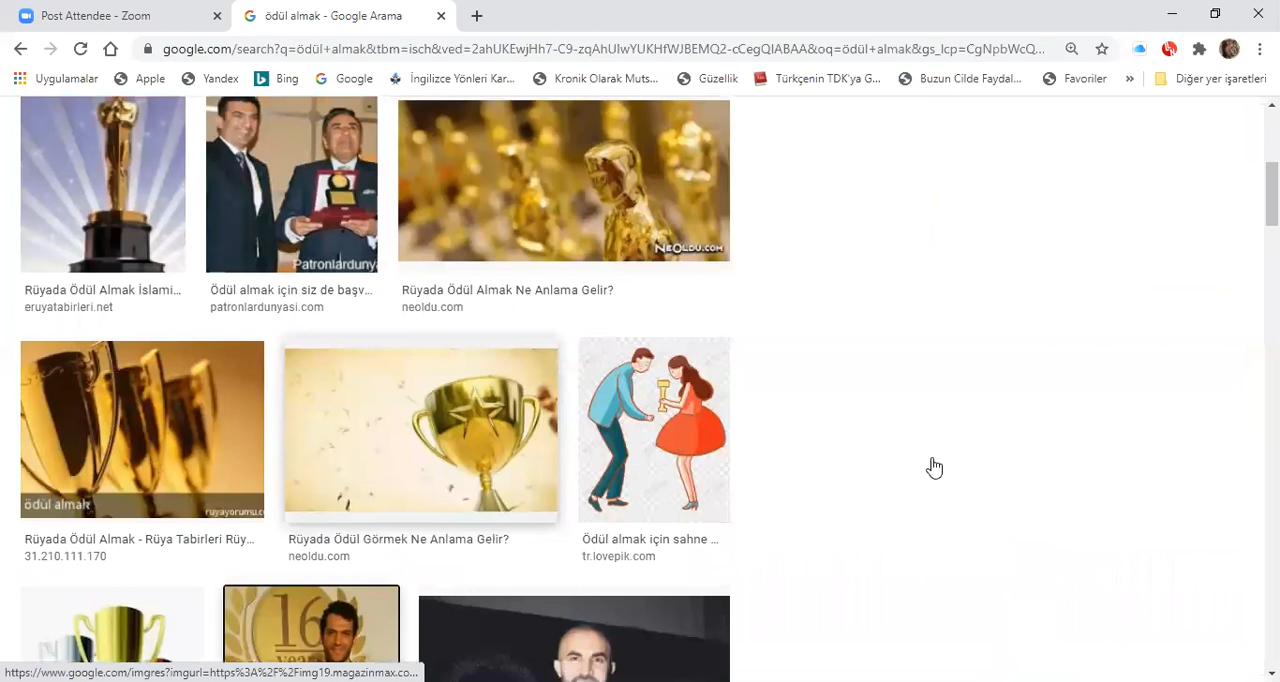 Post Attendee - Zoom
ödül almak - Google Arama
google.com/search?q=ödül+almak&tbm=isch&ved=2ahUKEwjHh7-C9-zqAhUIwYUKHfWJBEMQ2-cCegQIABAA&oq=ödül+almak&gs_lcp=CgNpbWcQ...
Uygulamalar
Apple
Yandex
Bing
Google
İngilizce Yönleri Kar...
Kronik Olarak Muts...
Güzellik
Türkçenin TDK'ya G...
Buzun Cilde Faydal...
Favoriler
»
Diğer yer işaretleri
Patronlardunya
NEOLDU.COM
Rüyada Ödül Almak İslami...
eruyatabirleri.net
Ödül almak için siz de başv...
patronlardunyasi.com
Rüyada Ödül Almak Ne Anlama Gelir?
neoldu.com
ödül almak
ruyayorumu.c
Rüyada Ödül Almak - Rüya Tabirleri Rüy...
31.210.111.170
Rüyada Ödül Görmek Ne Anlama Gelir?
neoldu.com
Ödül almak için sahne ...
tr.lovepik.com
16
years
https://www.google.com/imgres?imgurl=https%3A%2F%2Fimg19.magazinmax.co...